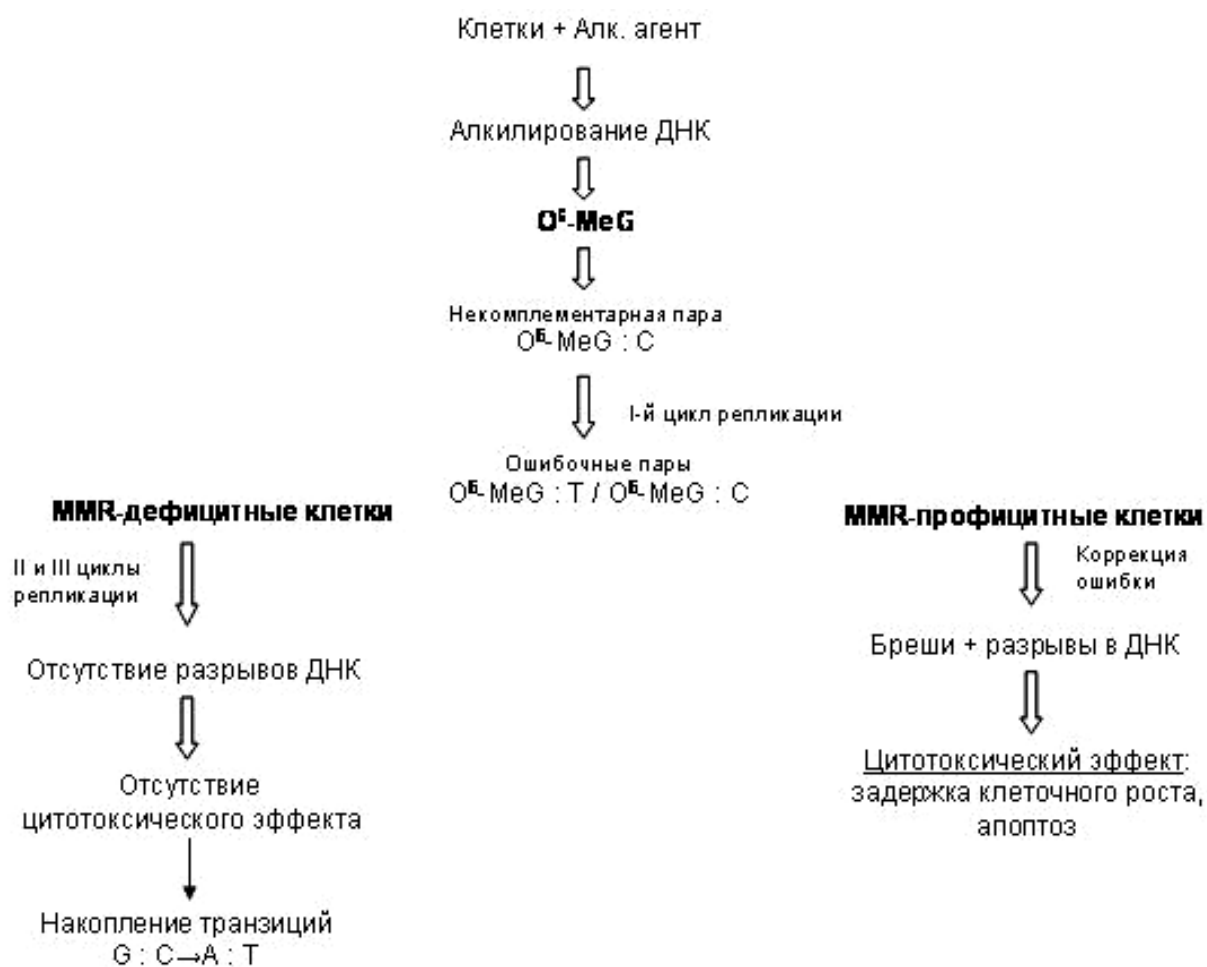 Клетки + Алк. агент
Алкилирование ДНК
O⁶-MeG
Некомплементарная пара
O⁶-MeG : C
I-й цикл репликации
Ошибочные пары
O⁶-MeG : T / O⁶-MeG : C
MMR-дефицитные клетки
II и III циклы
репликации
Отсутствие разрывов ДНК
Отсутствие
цитотоксического эффекта
Накопление транзиций
G : C→A : T
MMR-профицитные клетки
Коррекция
ошибки
Бреши + разрывы в ДНК
Цитотоксический эффект:
задержка клеточного роста,
апоптоз